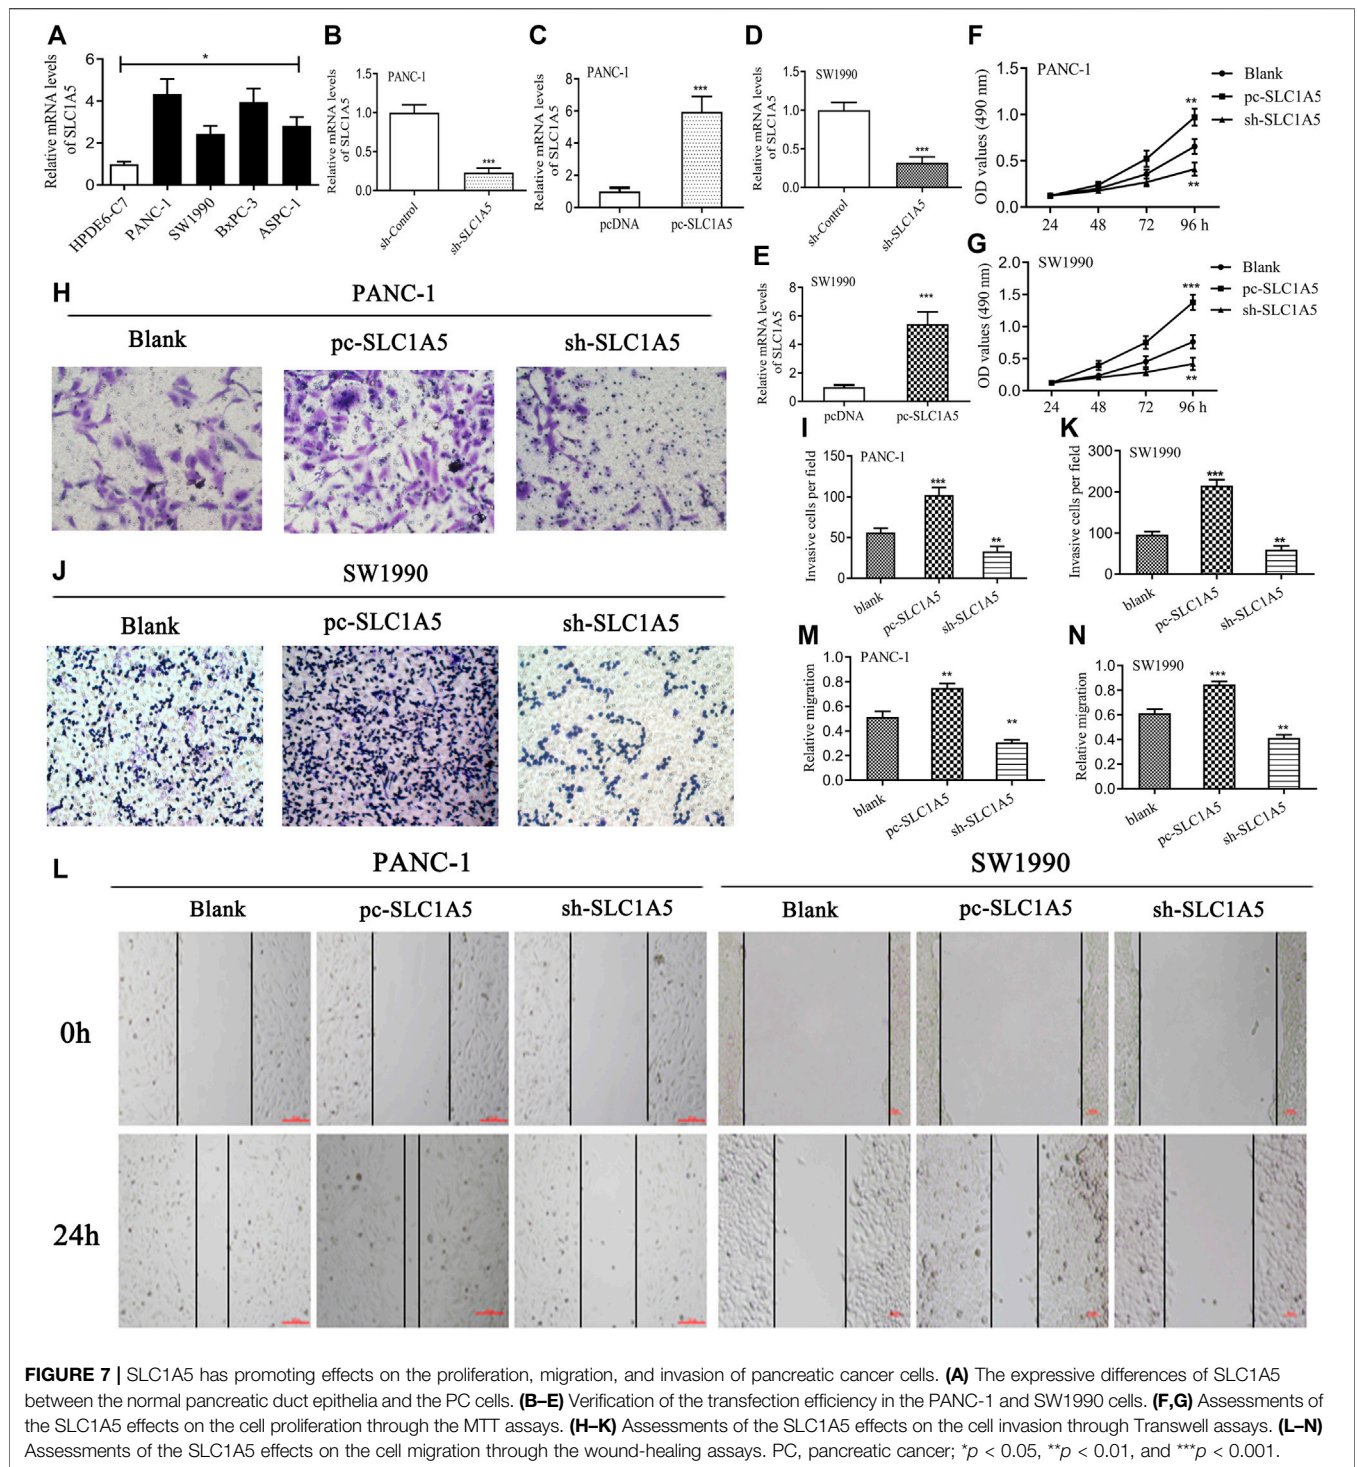 A
Relative mRNA levels
of SLC1A5
6
4
2
0
*
HPDE6-C7
PANC-1
SW1990
BxPC-3
ASPC-1
B
Relative mRNA levels
of SLC1A5
PANC-1
1.5
1.0
0.5
0.0
***
sh-Control
sh-SLC1A5
C
Relative mRNA levels
of SLC1A5
PANC-1
8
6
4
2
0
***
pcDNA
pc-SLC1A5
D
Relative mRNA levels
of SLC1A5
SW1990
1.5
1.0
0.5
0.0
***
sh-Control
sh-SLC1A5
E
Relative mRNA levels
of SLC1A5
SW1990
8
6
4
2
0
***
pcDNA
pc-SLC1A5
F
OD values (490 nm)
PANC-1
1.5
1.0
0.5
0.0
**
**
24
48
72
96 h
Blank
pc-SLC1A5
sh-SLC1A5
G
OD values (490 nm)
SW1990
2.0
1.5
1.0
0.5
0.0
***
**
24
48
72
96 h
Blank
pc-SLC1A5
sh-SLC1A5
H
PANC-1
Blank
pc-SLC1A5
sh-SLC1A5
I
Invasive cells per field
PANC-1
150
100
50
0
***
**
blank
pc-SLC1A5
sh-SLC1A5
K
Invasive cells per field
SW1990
300
200
100
0
***
**
blank
pc-SLC1A5
sh-SLC1A5
J
SW1990
Blank
pc-SLC1A5
sh-SLC1A5
M
Relative migration
PANC-1
1.0
0.8
0.6
0.4
0.2
0.0
**
**
blank
pc-SLC1A5
sh-SLC1A5
N
Relative migration
SW1990
1.0
0.8
0.6
0.4
0.2
0.0
***
**
blank
pc-SLC1A5
sh-SLC1A5
L
PANC-1
SW1990
Blank
pc-SLC1A5
sh-SLC1A5
Blank
pc-SLC1A5
sh-SLC1A5
0h
24h
FIGURE 7 | SLC1A5 has promoting effects on the proliferation, migration, and invasion of pancreatic cancer cells. (A) The expressive differences of SLC1A5
between the normal pancreatic duct epithelia and the PC cells. (B–E) Verification of the transfection efficiency in the PANC-1 and SW1990 cells. (F,G) Assessments of
the SLC1A5 effects on the cell proliferation through the MTT assays. (H–K) Assessments of the SLC1A5 effects on the cell invasion through Transwell assays. (L–N)
Assessments of the SLC1A5 effects on the cell migration through the wound-healing assays. PC, pancreatic cancer; *p < 0.05, **p < 0.01, and ***p < 0.001.